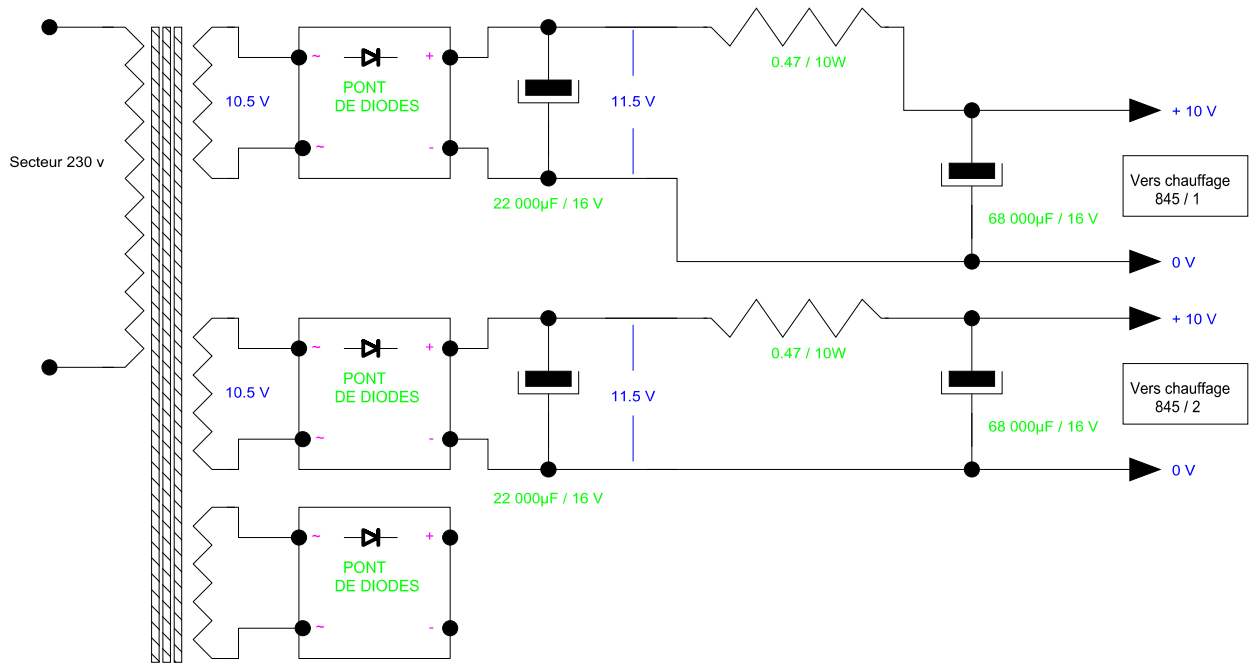 ~
+
0.47 / 10W
PONT
DE DIODES
10.5 V
11.5 V
+ 10 V
~
-
Secteur 230 v
Vers chauffage
845 / 1
22 000µF / 16 V
68 000µF / 16 V
0 V
+ 10 V
~
+
0.47 / 10W
PONT
DE DIODES
10.5 V
11.5 V
Vers chauffage
845 / 2
68 000µF / 16 V
~
-
0 V
22 000µF / 16 V
~
+
PONT
DE DIODES
~
-